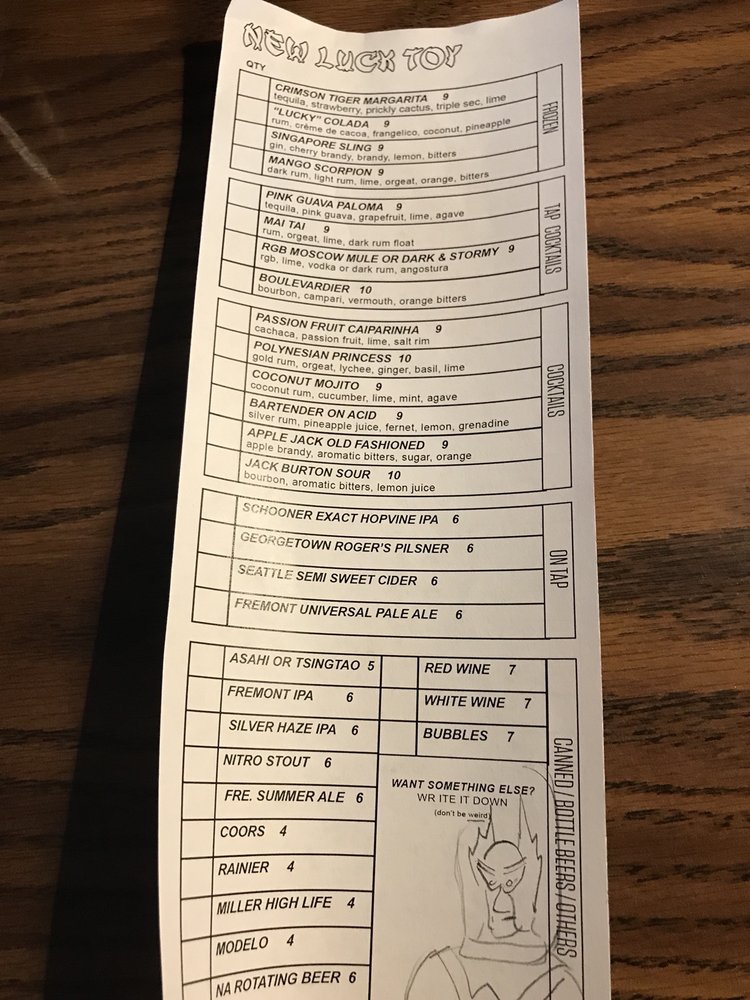 NEW LUCK TOY
QTY
CRIMSON TIGER MARGARITA 9
tequila, strawberry, prickly cactus, triple sec, lime
"LUCKY" COLADA 9
rum, crème de cacoa, frangelico, coconut, pineapple
SINGAPORE SLING 9
gin, cherry brandy, brandy, lemon, bitters
MANGO SCORPION 9
dark rum, light rum, lime, orgeat, orange, bitters
FROZEN
PINK GUAVA PALOMA 9
tequila, pink guava, grapefruit, lime, agave
MAI TAI 9
rum, orgeat, lime, dark rum float
RGB MOSCOW MULE OR DARK & STORMY 9
rgb, lime, vodka or dark rum, angostura
BOULEVARDIER 10
bourbon, campari, vermouth, orange bitters
TAP COCKTAILS
PASSION FRUIT CAIPARINHA 9
cachaca, passion fruit, lime, salt rim
POLYNESIAN PRINCESS 10
gold rum, orgeat, lychee, ginger, basil, lime
COCONUT MOJITO 9
coconut rum, cucumber, lime, mint, agave
BARTENDER ON ACID 9
silver rum, pineapple juice, fernet, lemon, grenadine
APPLE JACK OLD FASHIONED 9
apple brandy, aromatic bitters, sugar, orange
JACK BURTON SOUR 10
bourbon, aromatic bitters, lemon juice
COCKTAILS
SCHOONER EXACT HOPVINE IPA 6
GEORGETOWN ROGER'S PILSNER 6
SEATTLE SEMI SWEET CIDER 6
FREMONT UNIVERSAL PALE ALE 6
ON TAP
ASAHI OR TSINGTAO 5
FREMONT IPA 6
SILVER HAZE IPA 6
NITRO STOUT 6
FRE. SUMMER ALE 6
COORS 4
RAINIER 4
MILLER HIGH LIFE 4
MODELO 4
NA ROTATING BEER 6
RED WINE 7
WHITE WINE 7
BUBBLES 7
WANT SOMETHING ELSE?
WR ITE IT DOWN
(don't be weird)
CANNED / BOTTLE BEERS / OTHERS